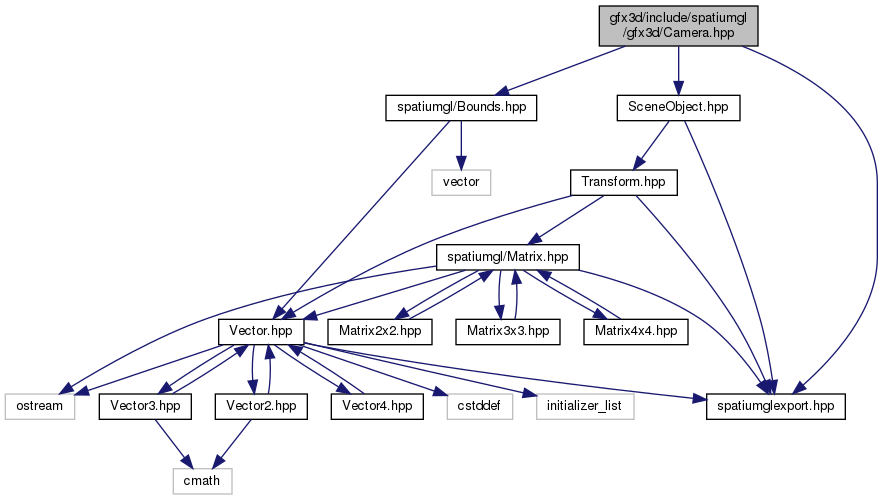 gfx3d/include/spatiumgl
/gfx3d/Camera.hpp
spatiumgl/Bounds.hpp
SceneObject.hpp
vector
Transform.hpp
spatiumgl/Matrix.hpp
Vector.hpp
Matrix2x2.hpp
Matrix3x3.hpp
Matrix4x4.hpp
ostream
Vector3.hpp
Vector2.hpp
Vector4.hpp
cstddef
initializer_list
spatiumglexport.hpp
cmath